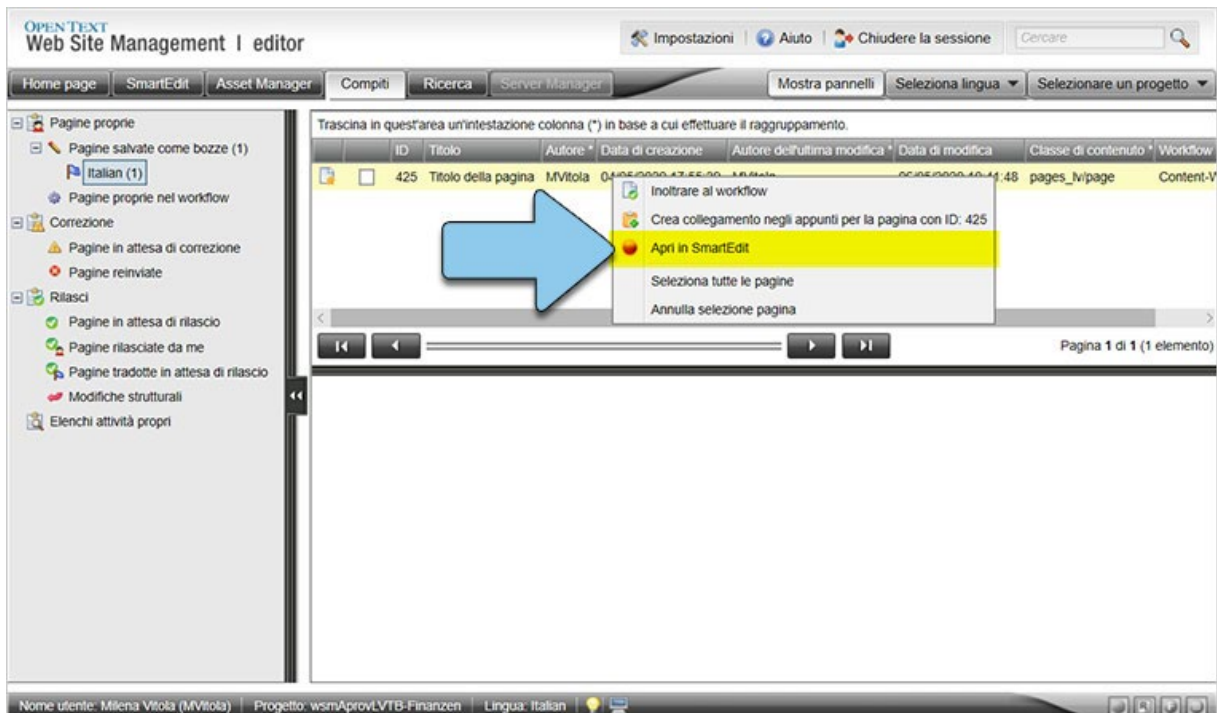 OPEN TEXT
Web Site Management | editor
Impostazioni | Aiuto | Chiudere la sessione
Cercare
Home page SmartEdit Asset Manager Compiti Ricerca Server Manager Mostra pannelli Seleziona lingua Selezionare un progetto
Pagine proprie
Pagine salvate come bozze (1)
Italian (1)
Pagine proprie nel workflow
Correzione
Pagine in attesa di correzione
Pagine reinviate
Rilasci
Pagine in attesa di rilascio
Pagine rilasciate da me
Pagine tradotte in attesa di rilascio
Modifiche strutturali
Elenchi attività propri
Trascina in quest'area un'intestazione colonna (*) in base a cui effettuare il raggruppamento.
ID Titolo Autore * Data di creazione Autore dell'ultima modifica * Data di modifica Classe di contenuto * Workflow
425 Titolo della pagina MVitola pages_lv/page Content-W
Inoltrare al workflow
Crea collegamento negli appunti per la pagina con ID: 425
Apri in SmartEdit
Seleziona tutte le pagine
Annulla selezione pagina
Pagina 1 di 1 (1 elemento)
Nome utente: Milena Vitola (MVitola) Progetto: wsmAprovLVTB-Finanzen Lingua: Italian